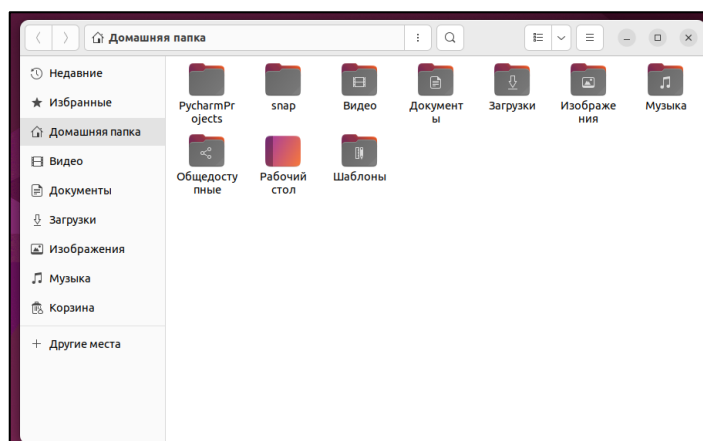 Домашняя папка
Недавние
Избранные
Домашняя папка
Видео
Документы
Загрузки
Изображения
Музыка
Корзина
Другие места
PycharmPr
ojects
snap
Видео
Документ
ы
Загрузки
Изображе
ния
Музыка
Общедосту
пные
Рабочий
стол
Шаблоны